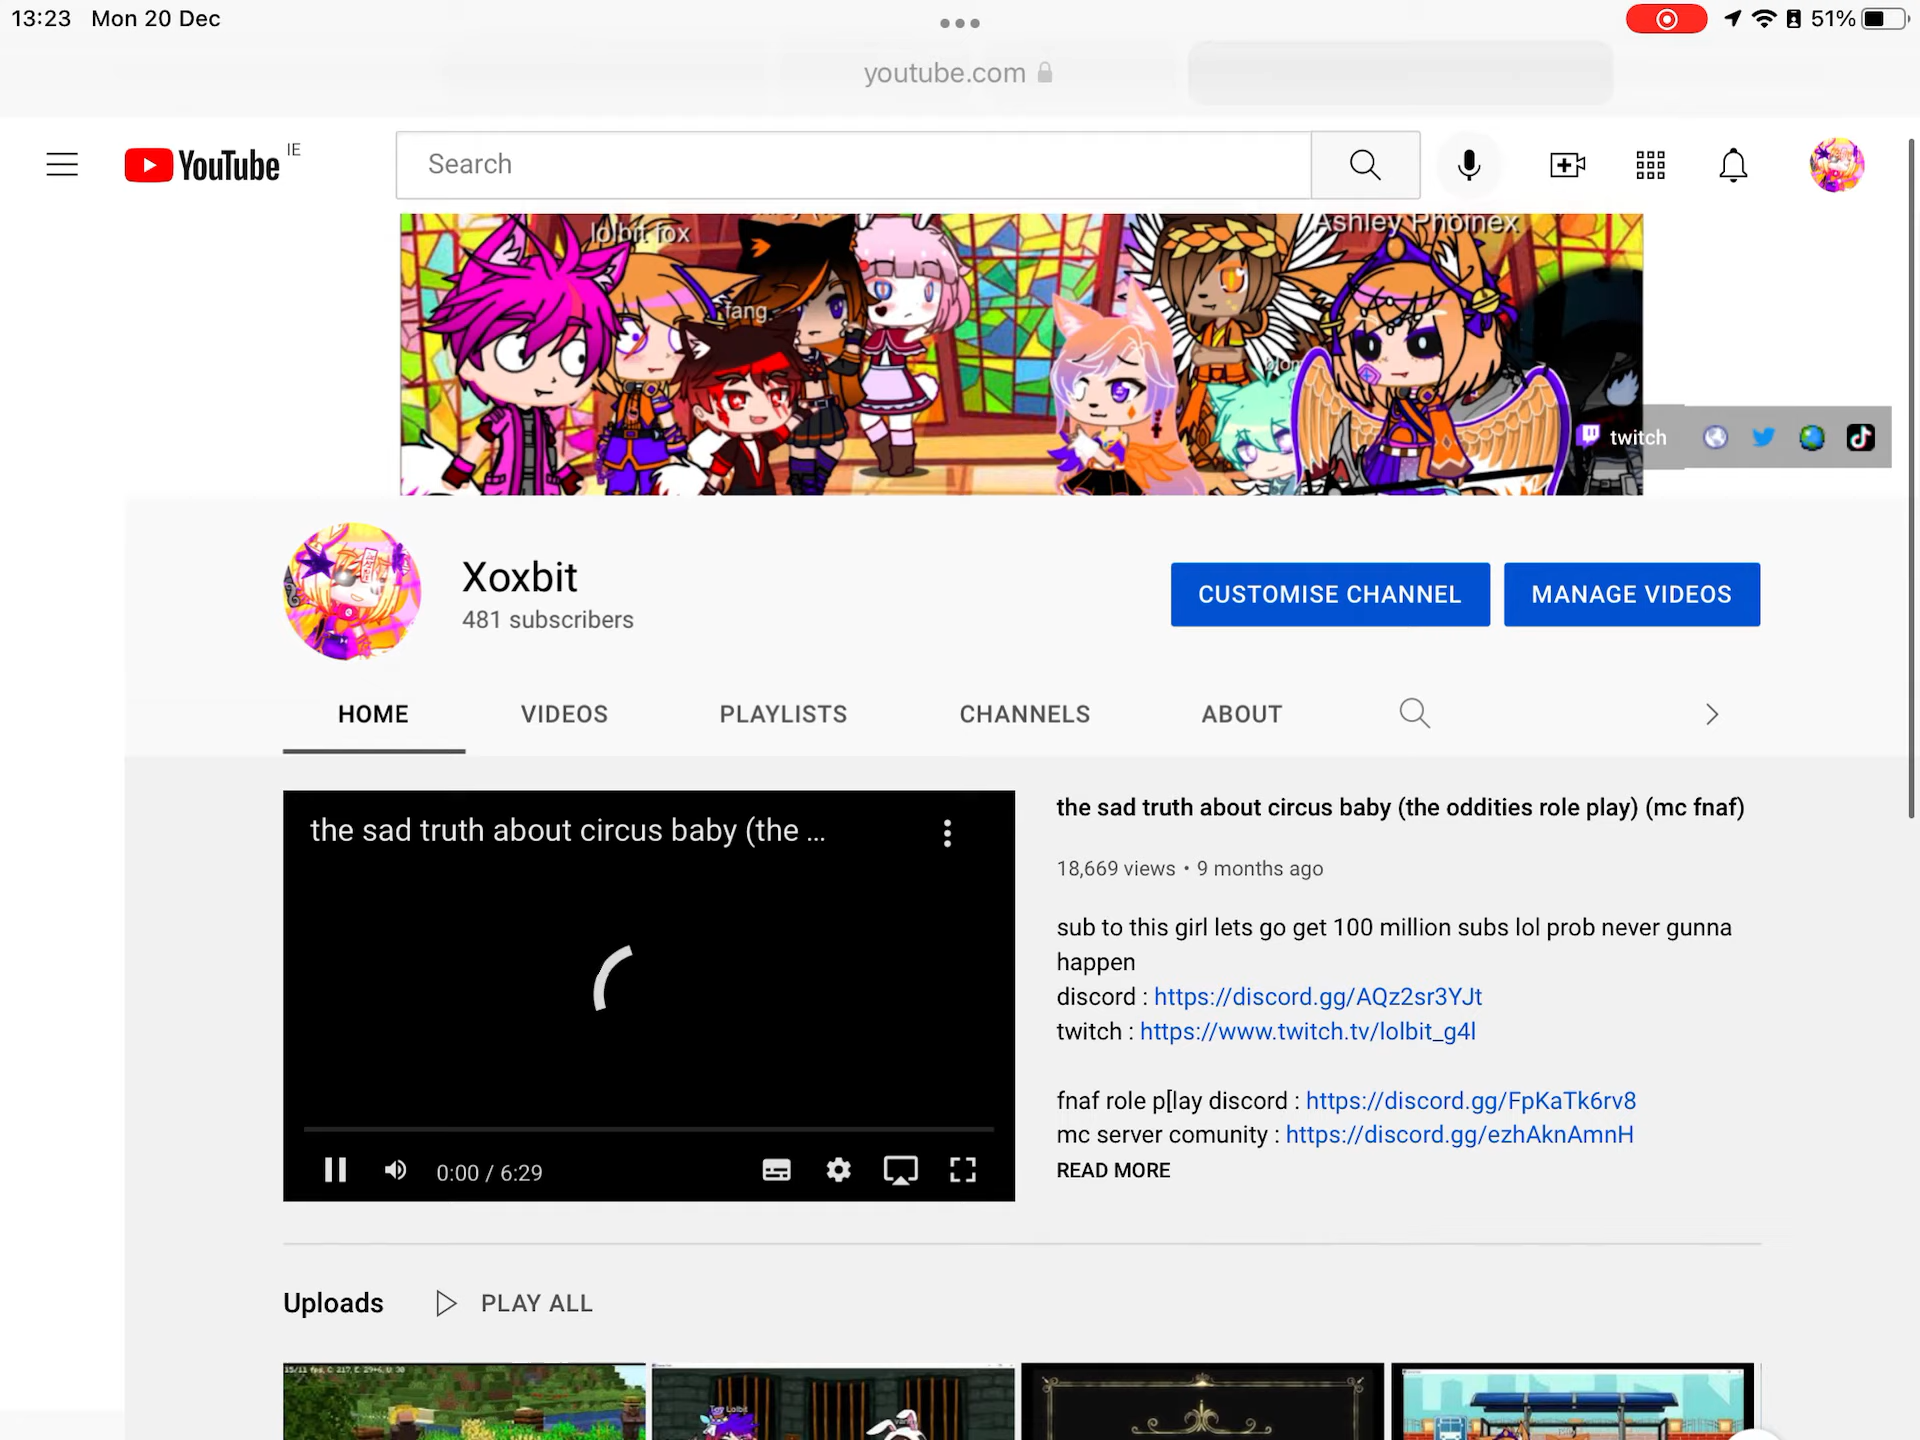 13:23 Mon 20 Dec
51%
youtube.com
YouTube IE
Search
lolbit fox
Ashley Phoinex
fang
twitch
Xoxbit
481 subscribers
CUSTOMISE CHANNEL
MANAGE VIDEOS
HOME
VIDEOS
PLAYLISTS
CHANNELS
ABOUT
the sad truth about circus baby (the ...
0:00 / 6:29
the sad truth about circus baby (the oddities role play) (mc fnaf)
18,669 views • 9 months ago
sub to this girl lets go get 100 million subs lol prob never gunna
happen
discord : https://discord.gg/AQz2sr3YJt
twitch : https://www.twitch.tv/lolbit_g4l
fnaf role p[lay discord : https://discord.gg/FpKaTk6rv8
mc server comunity : https://discord.gg/ezhAknAmnH
READ MORE
Uploads
PLAY ALL
Toy Lolbit